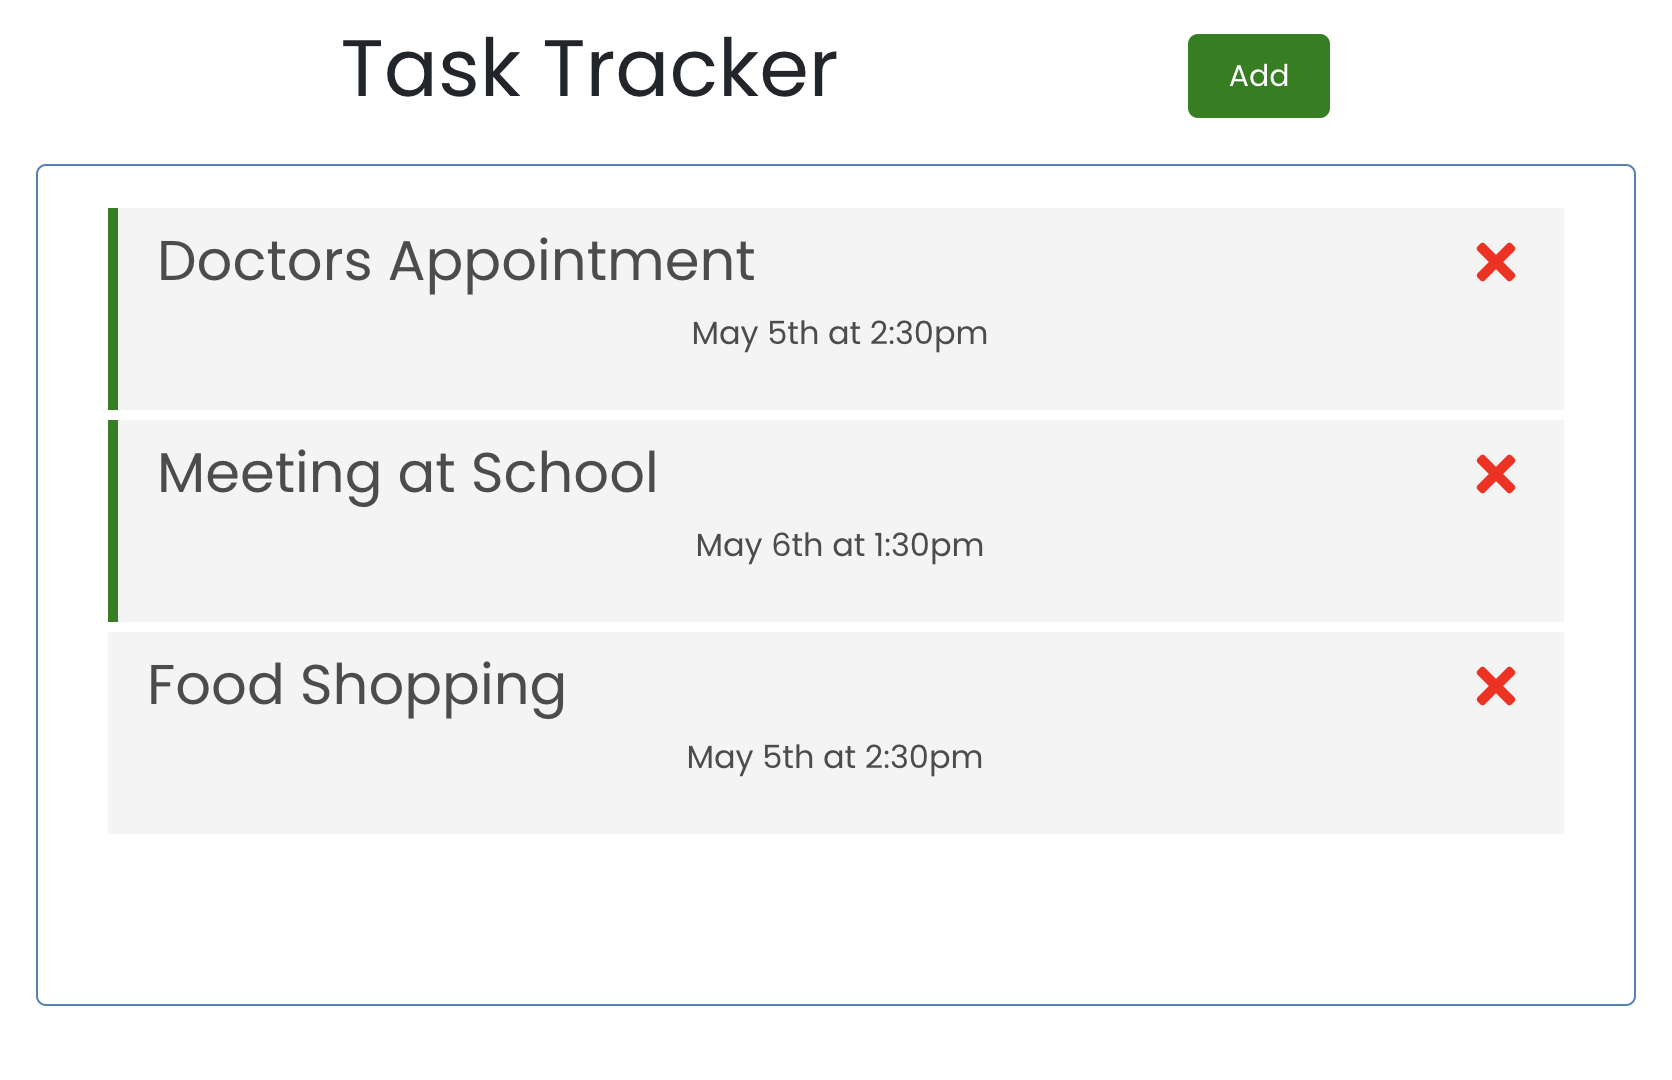 Task Tracker
Add
Doctors Appointment
May 5th at 2:30pm
Meeting at School
May 6th at 1:30pm
Food Shopping
May 5th at 2:30pm